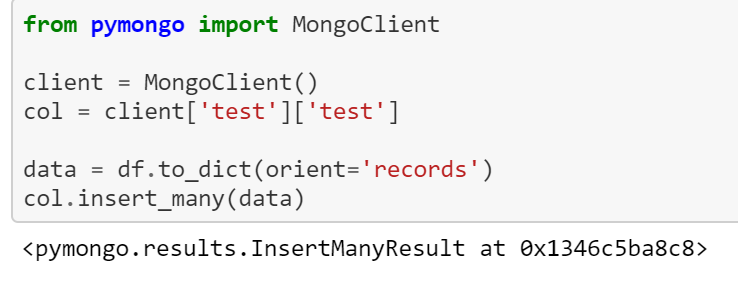 from pymongo import MongoClient
client = MongoClient()
col = client['test']['test']
data = df.to_dict(orient='records')
col.insert_many(data)
<pymongo.results.InsertManyResult at 0x1346c5ba8c8>